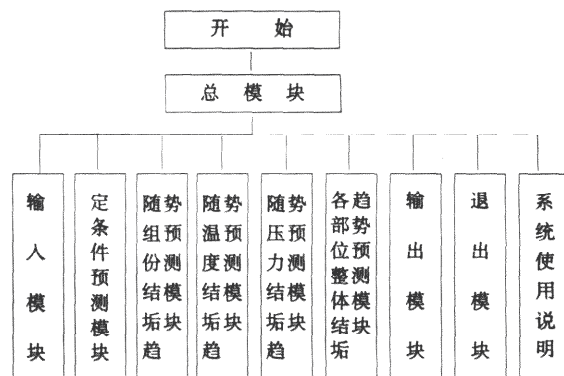 开始
总模块
输入模块
定条件预测模块
随组份结垢趋
势预测模块
随温度结垢趋
势预测模块
随压力结垢趋
势预测模块
各部位整体结垢
趋势预测模块
输出模块
退出模块
系统使用说明